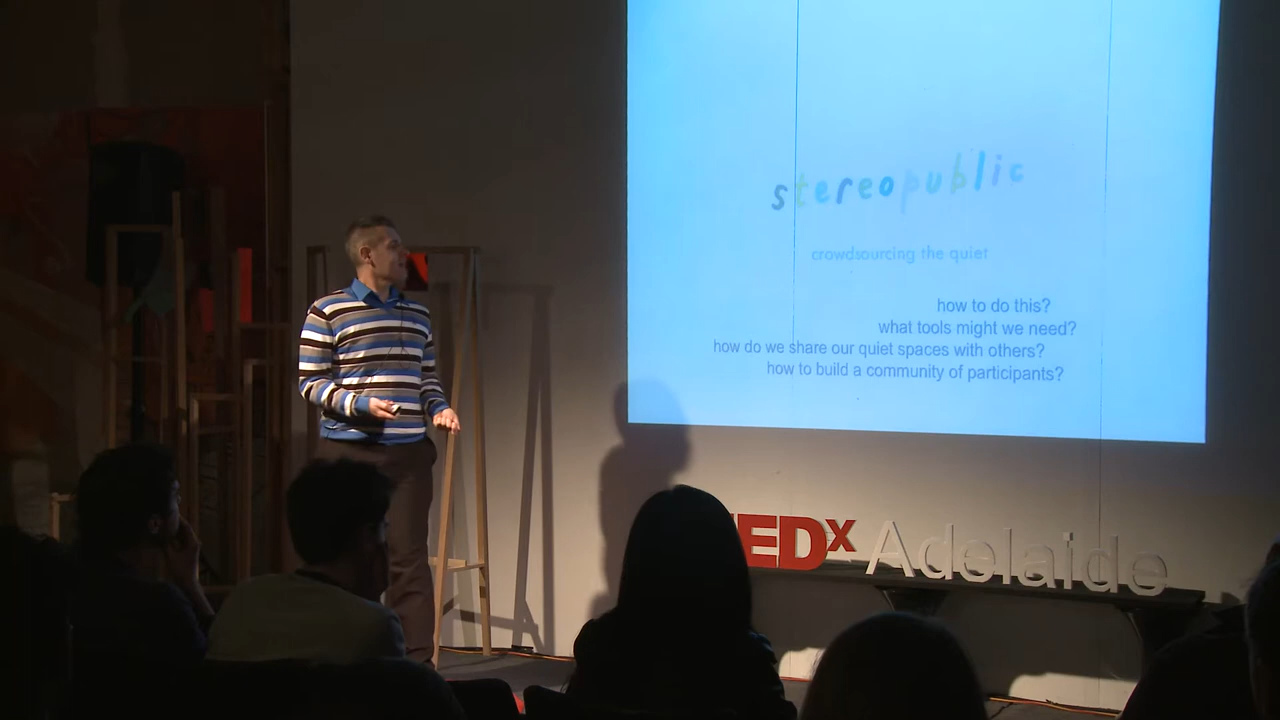 stereopublic
crowdsourcing the quiet
how to do this?
what tools might we need?
how do we share our quiet spaces with others?
how to build a community of participants?
TEDx Adelaide